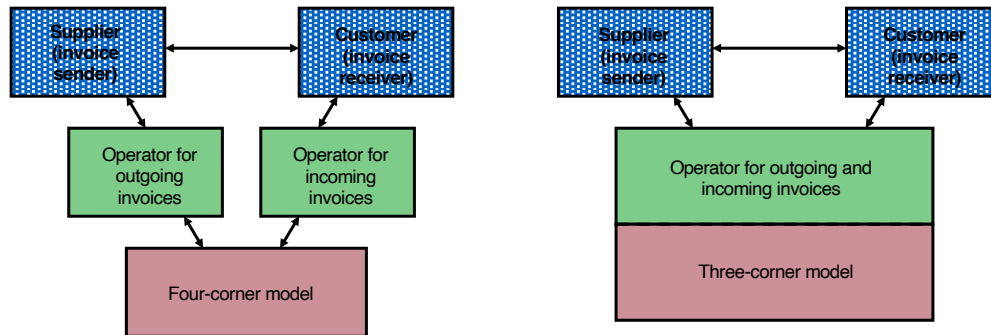 Supplier
(invoice
sender)
Customer
(invoice
receiver)
Operator for
outgoing
invoices
Operator for
incoming
invoices
Four-corner model
Supplier
(invoice
sender)
Customer
(invoice
receiver)
Operator for outgoing and
incoming invoices
Three-corner model